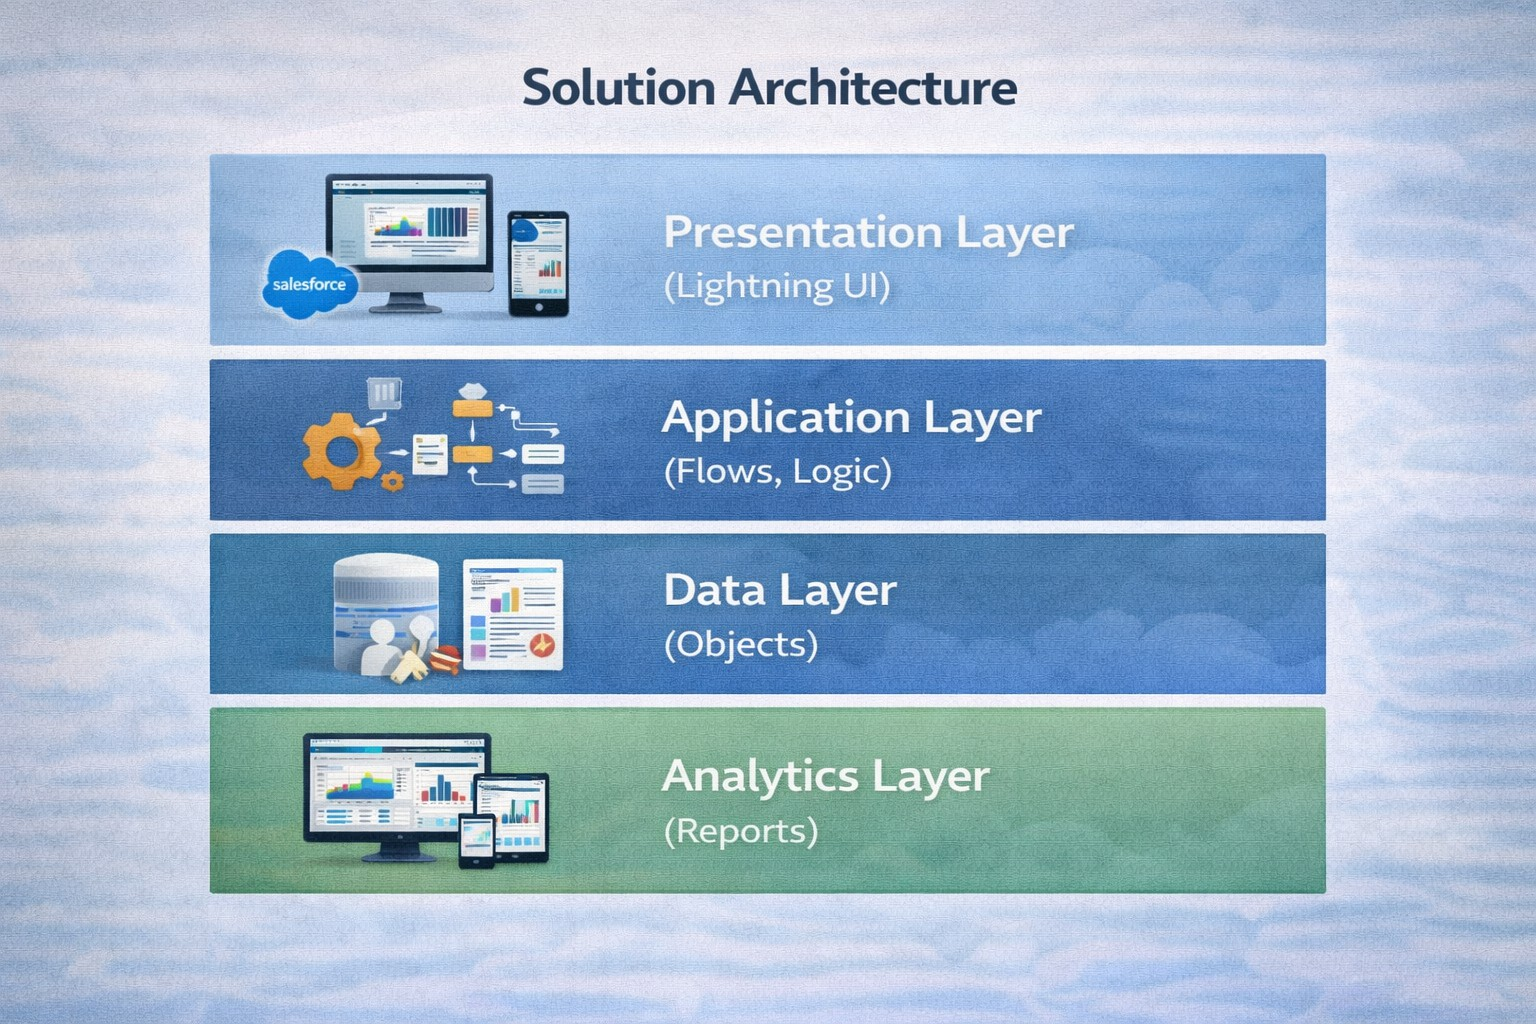 Solution Architecture
salesforce
Presentation Layer
(Lightning UI)
Application Layer
(Flows, Logic)
Data Layer
(Objects)
Analytics Layer
(Reports)